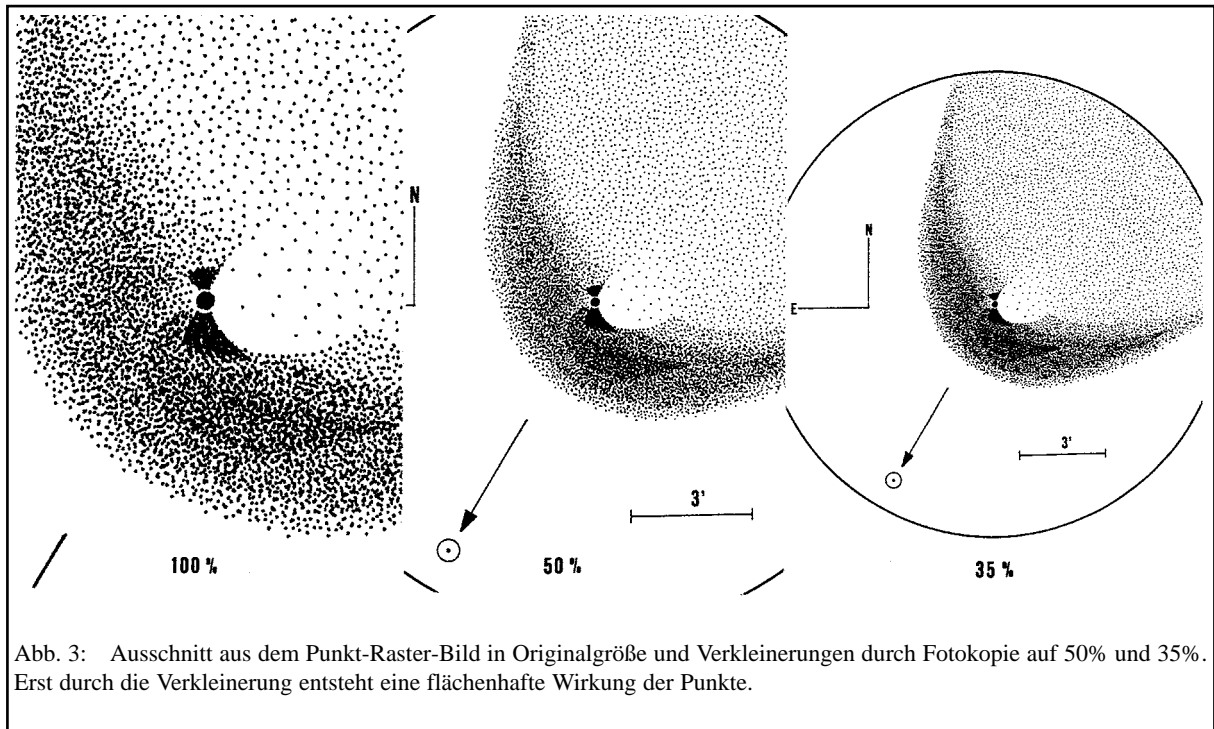 N
100 %
3'
50 %
N
E
3'
35 %
Abb. 3: Ausschnitt aus dem Punkt-Raster-Bild in Originalgröße und Verkleinerungen durch Fotokopie auf 50% und 35%.
Erst durch die Verkleinerung entsteht eine flächenhafte Wirkung der Punkte.